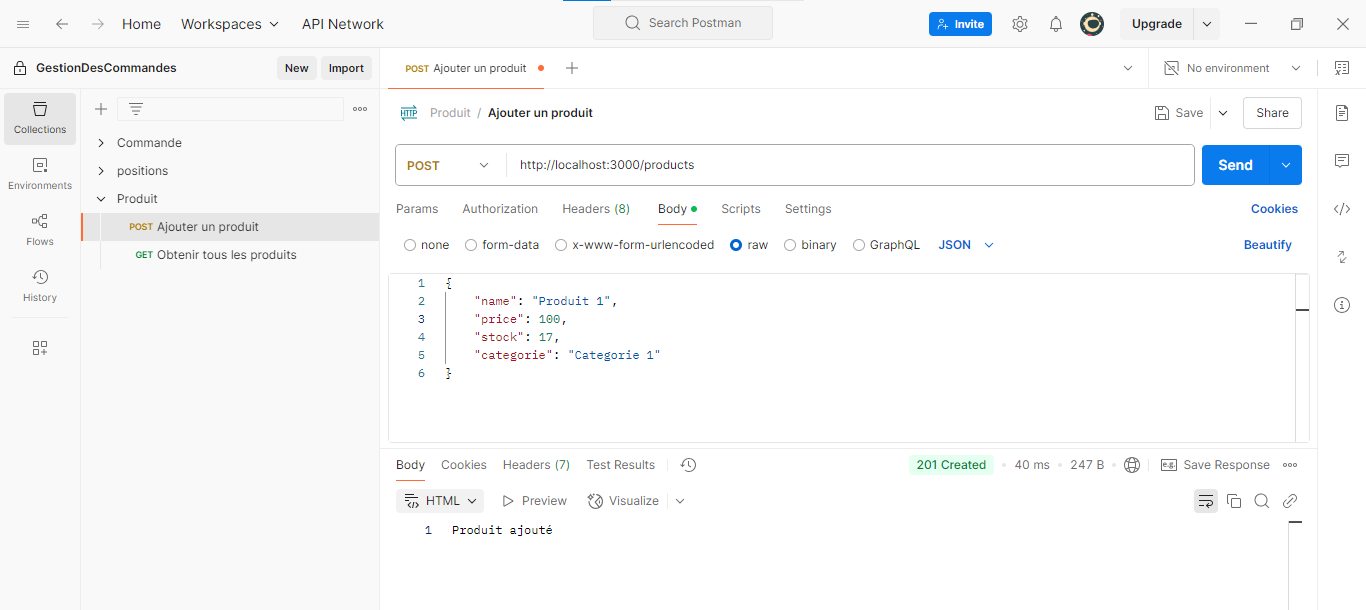 Home Workspaces API Network Search Postman Invite Upgrade
GestionDesCommandes New Import POST Ajouter un produit No environment
Collections
Environments
Flows
History
Commande
positions
Produit
POST Ajouter un produit
GET Obtenir tous les produits
HTTP Produit / Ajouter un produit Save Share
POST http://localhost:3000/products Send
Params Authorization Headers (8) Body Scripts Settings Cookies
none form-data x-www-form-urlencoded raw binary GraphQL JSON Beautify
1 {
2 "name": "Produit 1",
3 "price": 100,
4 "stock": 17,
5 "categorie": "Categorie 1"
6 }
Body Cookies Headers (7) Test Results 201 Created 40 ms 247 B e.g. Save Response
HTML Preview Visualize
1 Produit ajouté